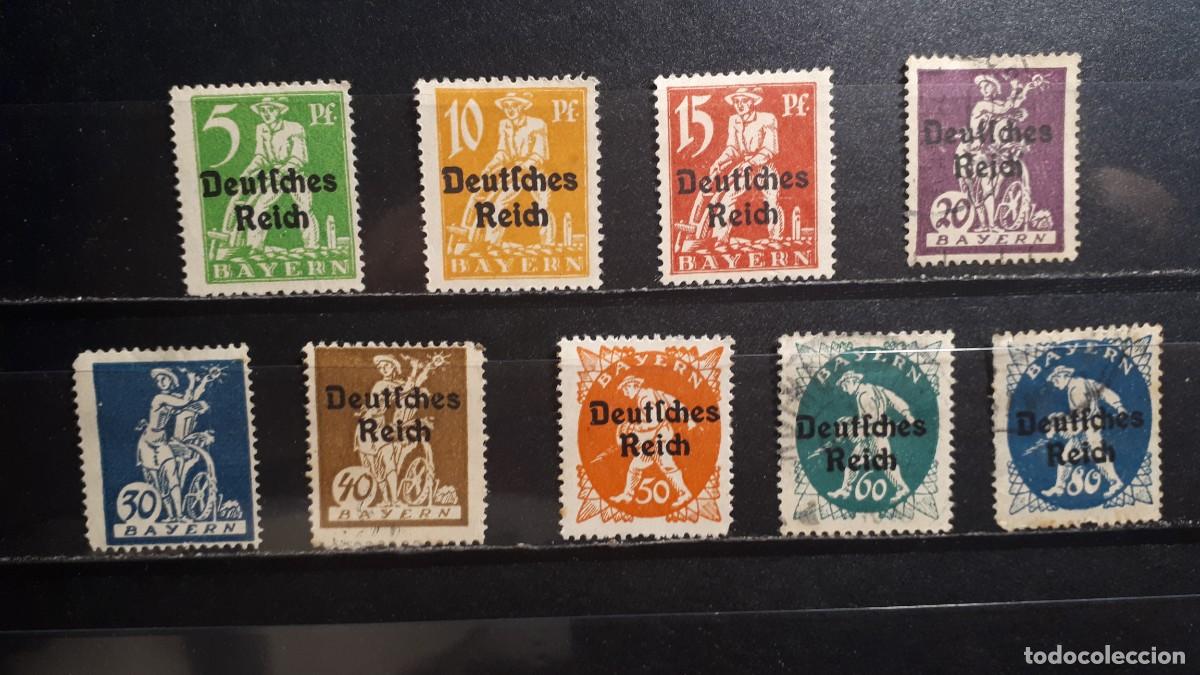 5 Pf.
Deutſches
Reich
BAYERN
10 Pf.
Deutſches
Reich
BAYERN
15 Pf.
Deutſches
Reich
BAYERN
Deutſches
Reich
20
BAYERN
30
BAYERN
Deutſches
Reich
40
BAYERN
BAYERN
Deutſches
Reich
50
BAYERN
Deutſches
Reich
60
BAYERN
Deutſches
Reich
80
todocoleccion